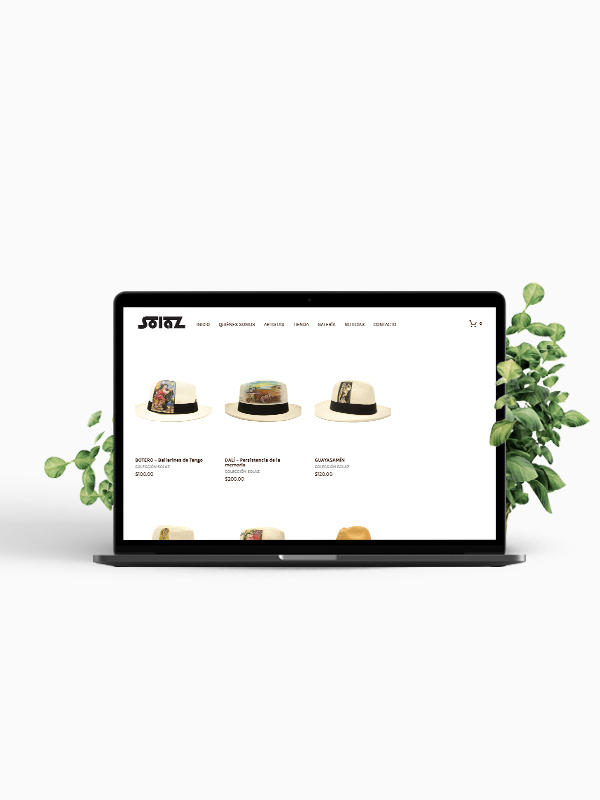 Solaz
INICIO QUIÉNES SOMOS ARTISTAS TIENDA GALERÍA NOTICIAS CONTACTO 0
BOTERO – Bailarines de Tango
COLECCIÓN SOLAZ
$100.00
DALÍ – Persistencia de la
memoria
COLECCIÓN SOLAZ
$200.00
GUAYASAMÍN
COLECCIÓN SOLAZ
$120.00